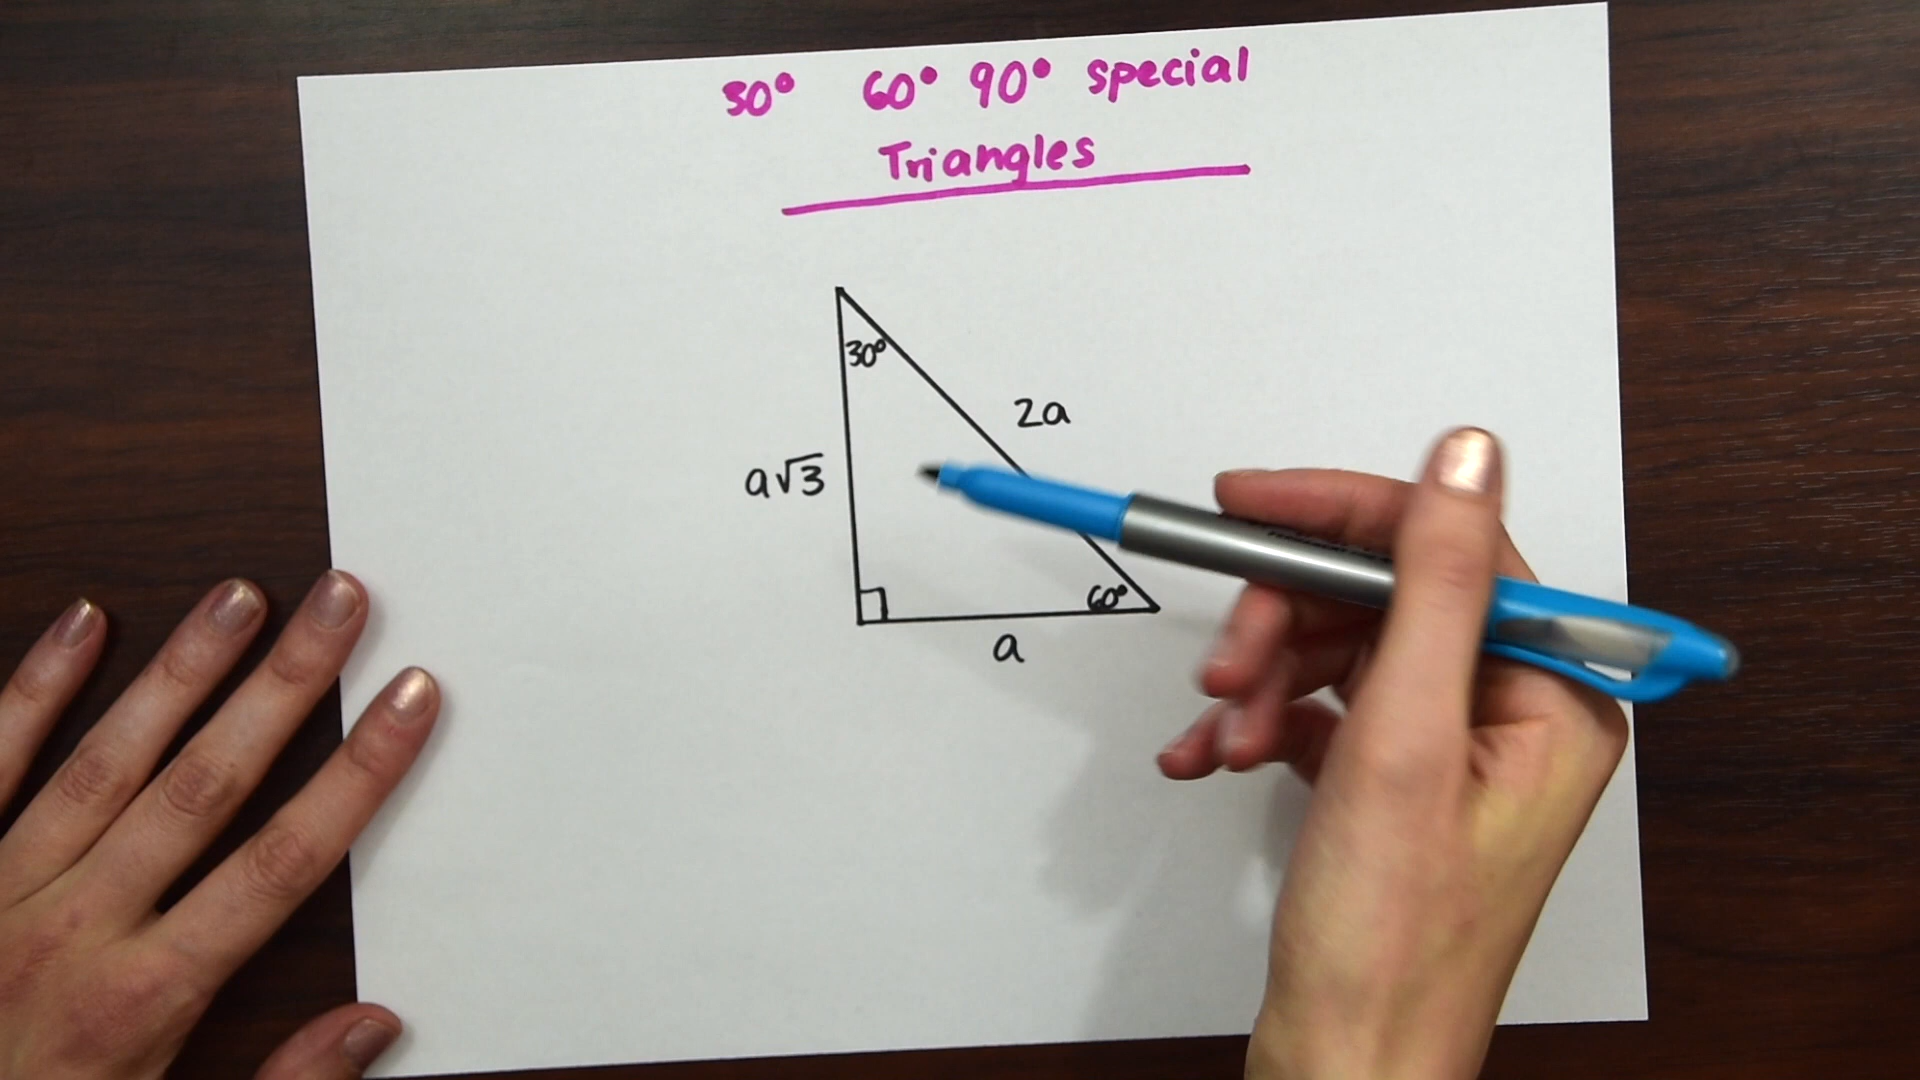 30° 60° 90° special
Triangles
30°
2a
a√3
60°
a